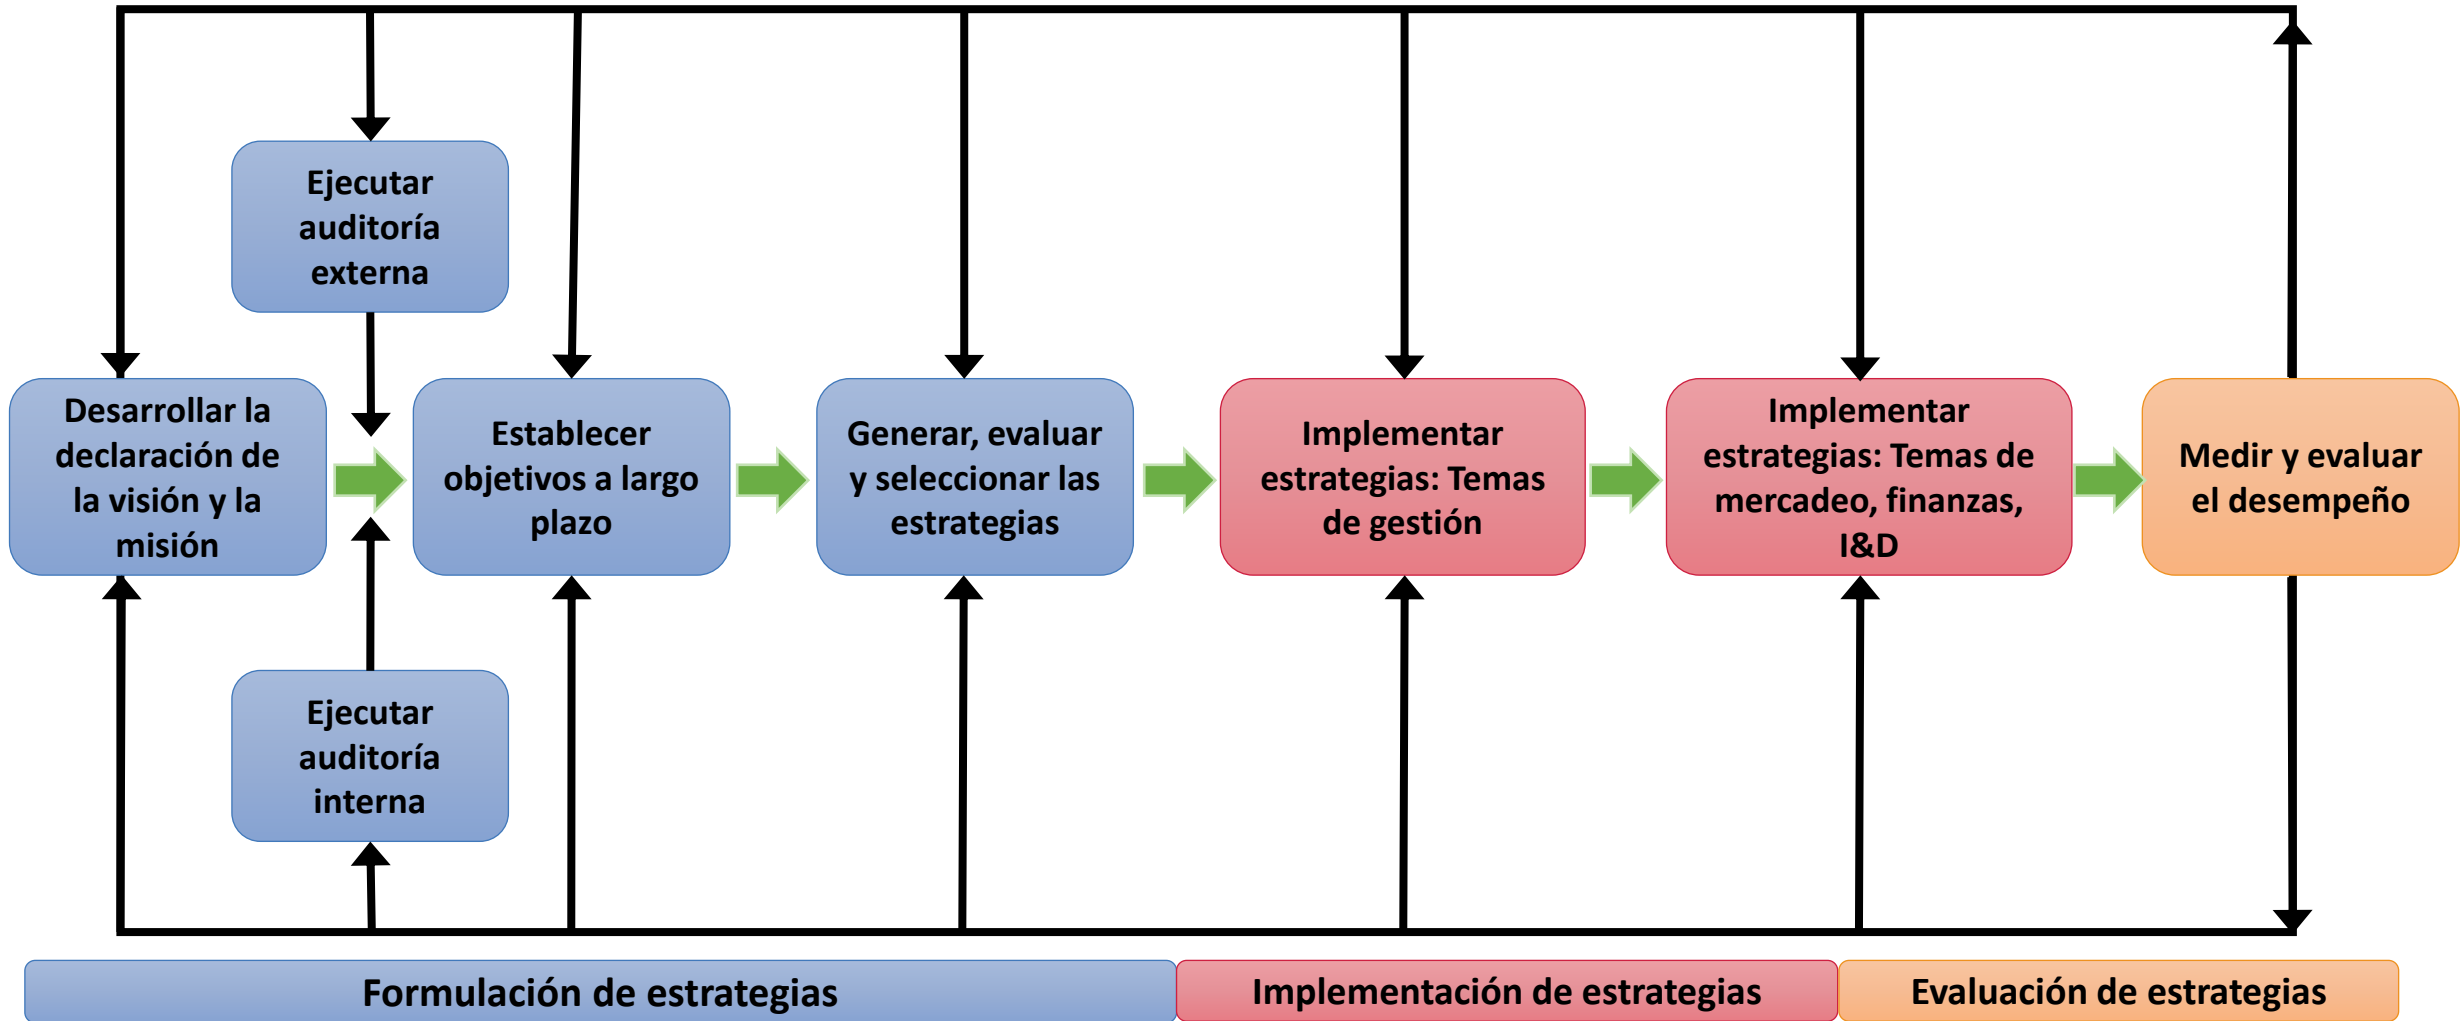 Ejecutar
auditoría
externa
Desarrollar la
declaración de
la visión y la
misión
Establecer
objetivos a largo
plazo
Generar, evaluar
y seleccionar las
estrategias
Implementar
estrategias: Temas
de gestión
Implementar
estrategias: Temas de
mercadeo, finanzas,
I&D
Medir y evaluar
el desempeño
Ejecutar
auditoría
interna
Formulación de estrategias
Implementación de estrategias
Evaluación de estrategias